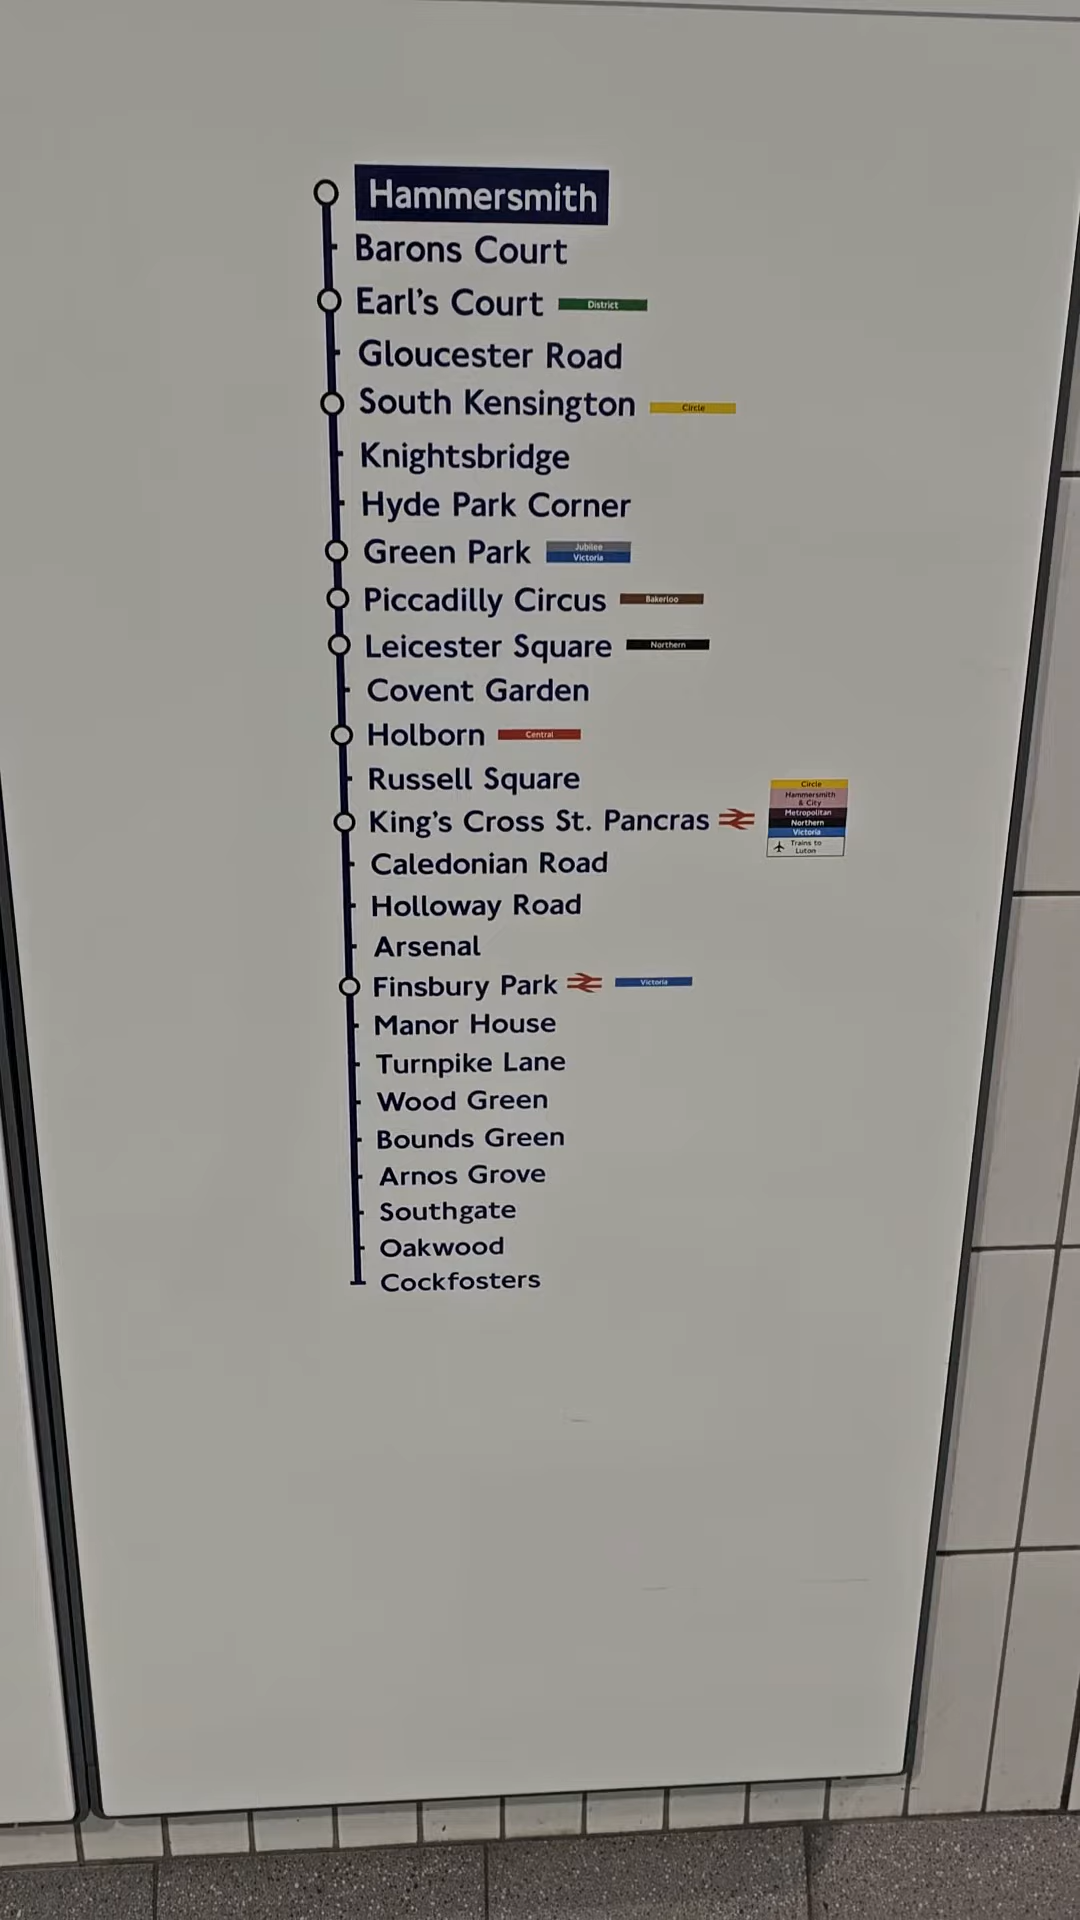 Hammersmith
Barons Court
Earl's Court District
Gloucester Road
South Kensington Circle
Knightsbridge
Hyde Park Corner
Green Park Jubilee
Victoria
Piccadilly Circus Bakerloo
Leicester Square Northern
Covent Garden
Holborn Central
Russell Square
King's Cross St. Pancras
Circle
Hammersmith
& City
Metropolitan
Northern
Victoria
Trains to
Luton
Caledonian Road
Holloway Road
Arsenal
Finsbury Park Victoria
Manor House
Turnpike Lane
Wood Green
Bounds Green
Arnos Grove
Southgate
Oakwood
Cockfosters